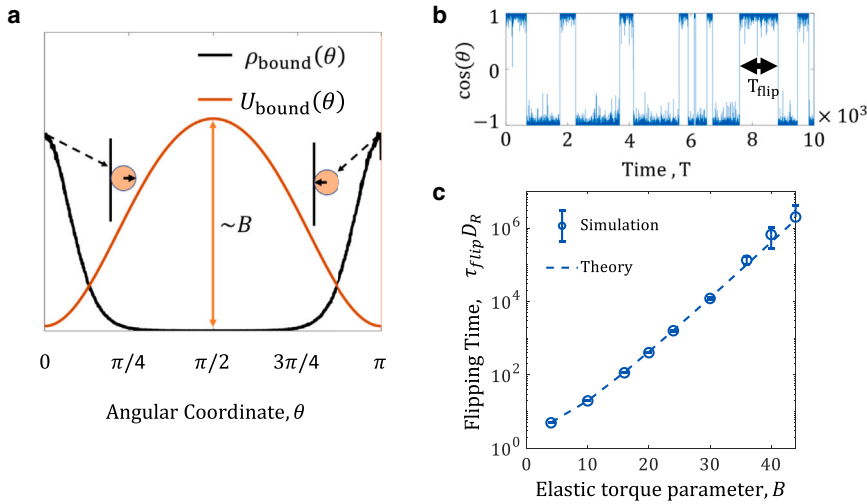 a
ρbound(θ)
Ubound(θ)
~B
0 π/4 π/2 3π/4 π
Angular Coordinate, θ
b
cos(θ)
1
0
−1
Tflip
× 10³
0 2 4 6 8 10
Time , T
c
Flipping Time, τflipDR
10⁶
10⁴
10²
10⁰
Simulation
Theory
0 10 20 30 40
Elastic torque parameter, B